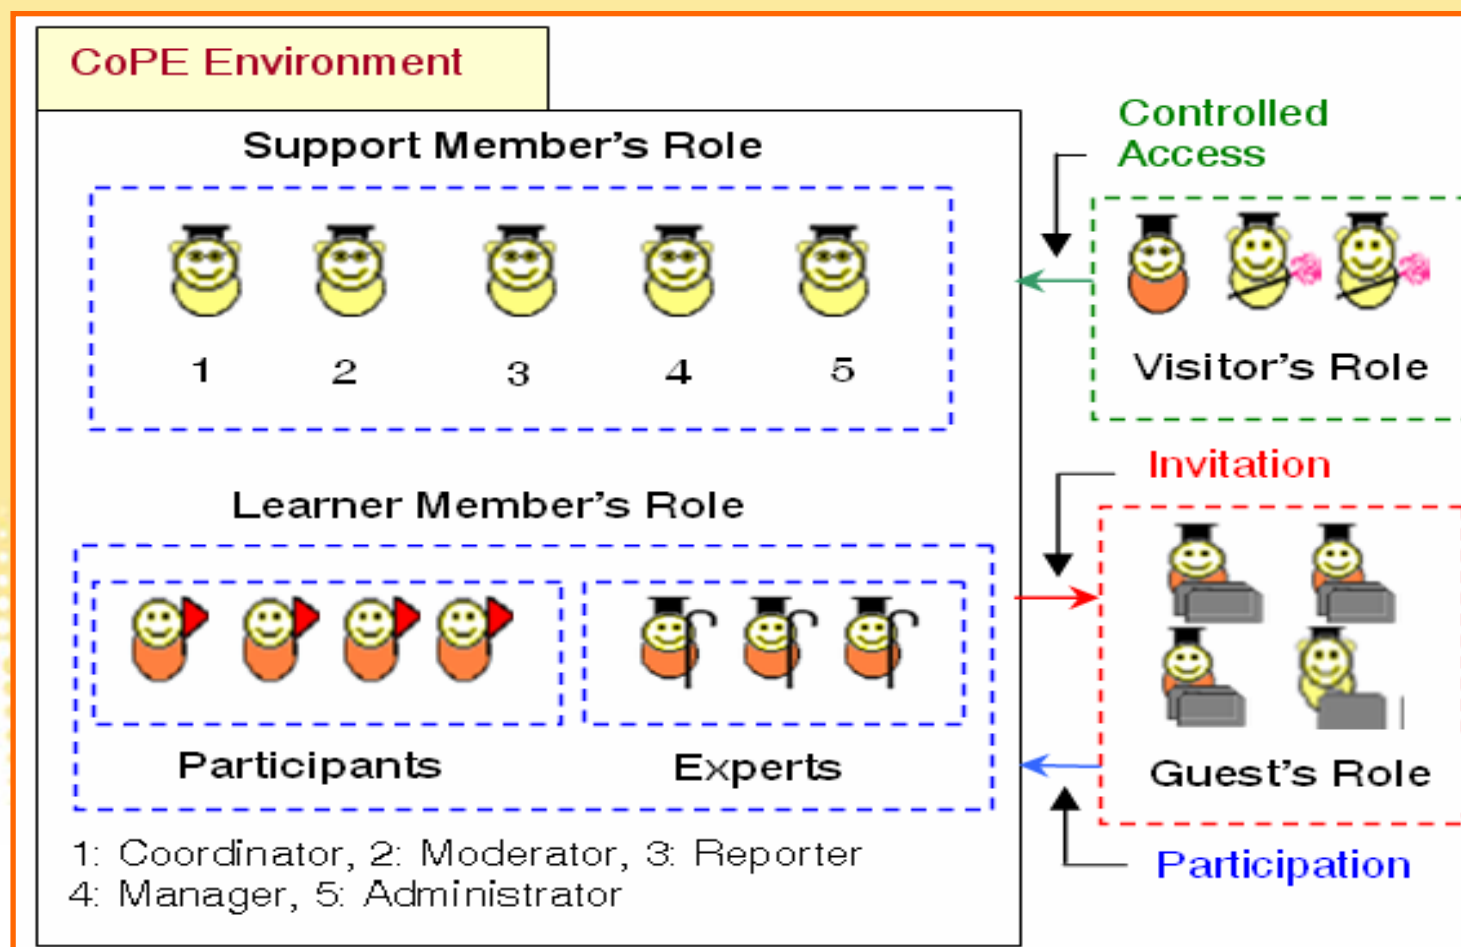 CoPE Environment
Support Member's Role
1 2 3 4 5
Learner Member's Role
Participants
Experts
1: Coordinator, 2: Moderator, 3: Reporter
4: Manager, 5: Administrator
Controlled
Access
Visitor's Role
Invitation
Guest's Role
Participation